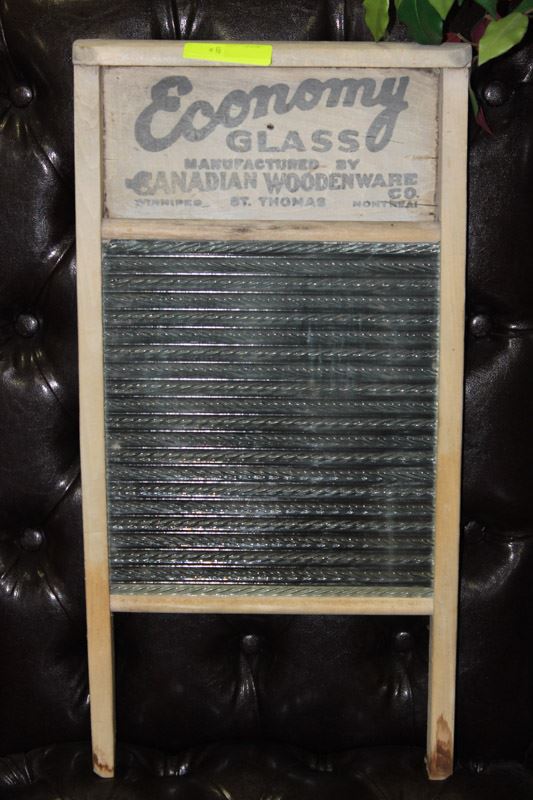 Economy
GLASS
MANUFACTURED BY
CANADIAN WOODENWARE
CO.
WINNIPEG ST. THOMAS MONTREAL